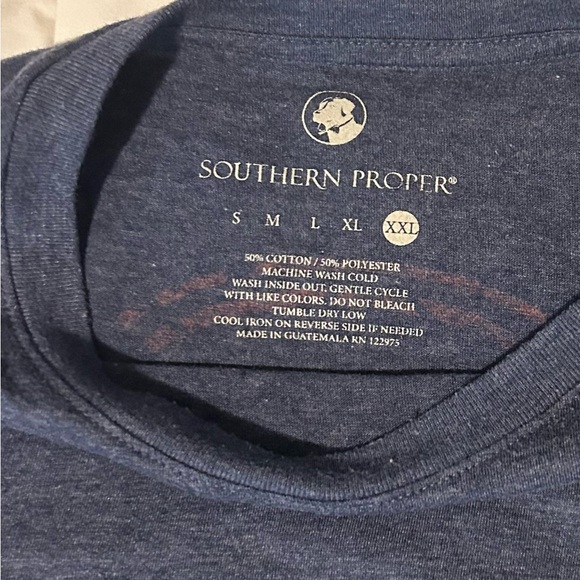 SOUTHERN PROPER®
S M L XL XXL
50% COTTON / 50% POLYESTER
MACHINE WASH COLD
WASH INSIDE OUT, GENTLE CYCLE
WITH LIKE COLORS. DO NOT BLEACH
TUMBLE DRY LOW
COOL IRON ON REVERSE SIDE IF NEEDED
MADE IN GUATEMALA RN 122975